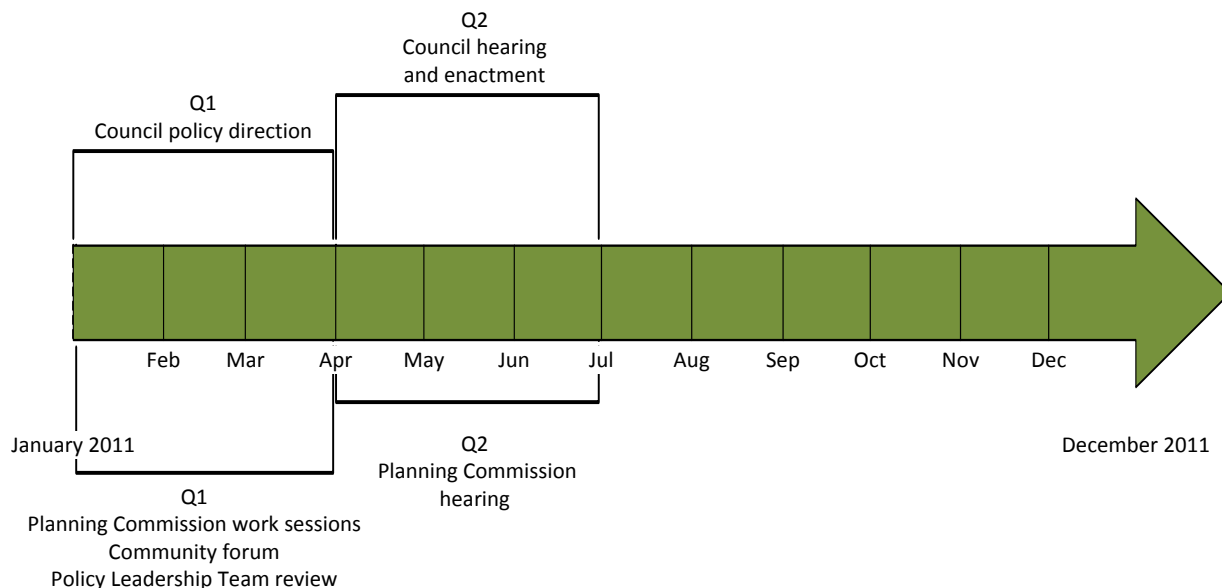 Q2
Council hearing
and enactment
Q1
Council policy direction
Feb
Mar
Apr
May
Jun
Jul
Aug
Sep
Oct
Nov
Dec
January 2011
December 2011
Q1
Planning Commission work sessions
Community forum
Policy Leadership Team review
Q2
Planning Commission
hearing